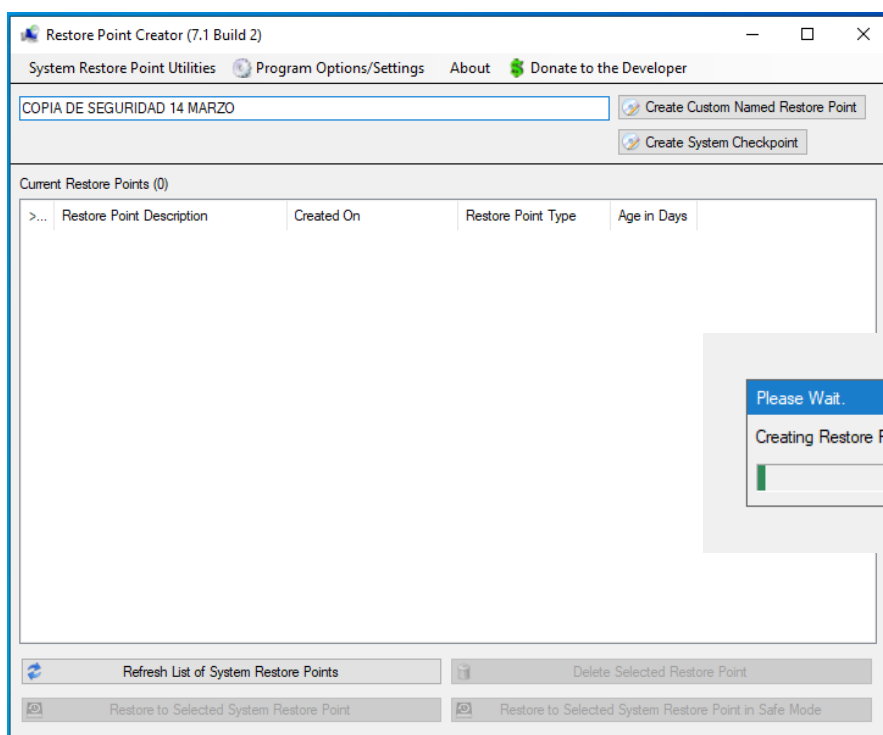 Restore Point Creator (7.1 Build 2)
System Restore Point Utilities Program Options/Settings About Donate to the Developer
COPIA DE SEGURIDAD 14 MARZO Create Custom Named Restore Point
Create System Checkpoint
Current Restore Points (0)
>... Restore Point Description Created On Restore Point Type Age in Days
Please Wait.
Creating Restore
Refresh List of System Restore Points Delete Selected Restore Point
Restore to Selected System Restore Point Restore to Selected System Restore Point in Safe Mode